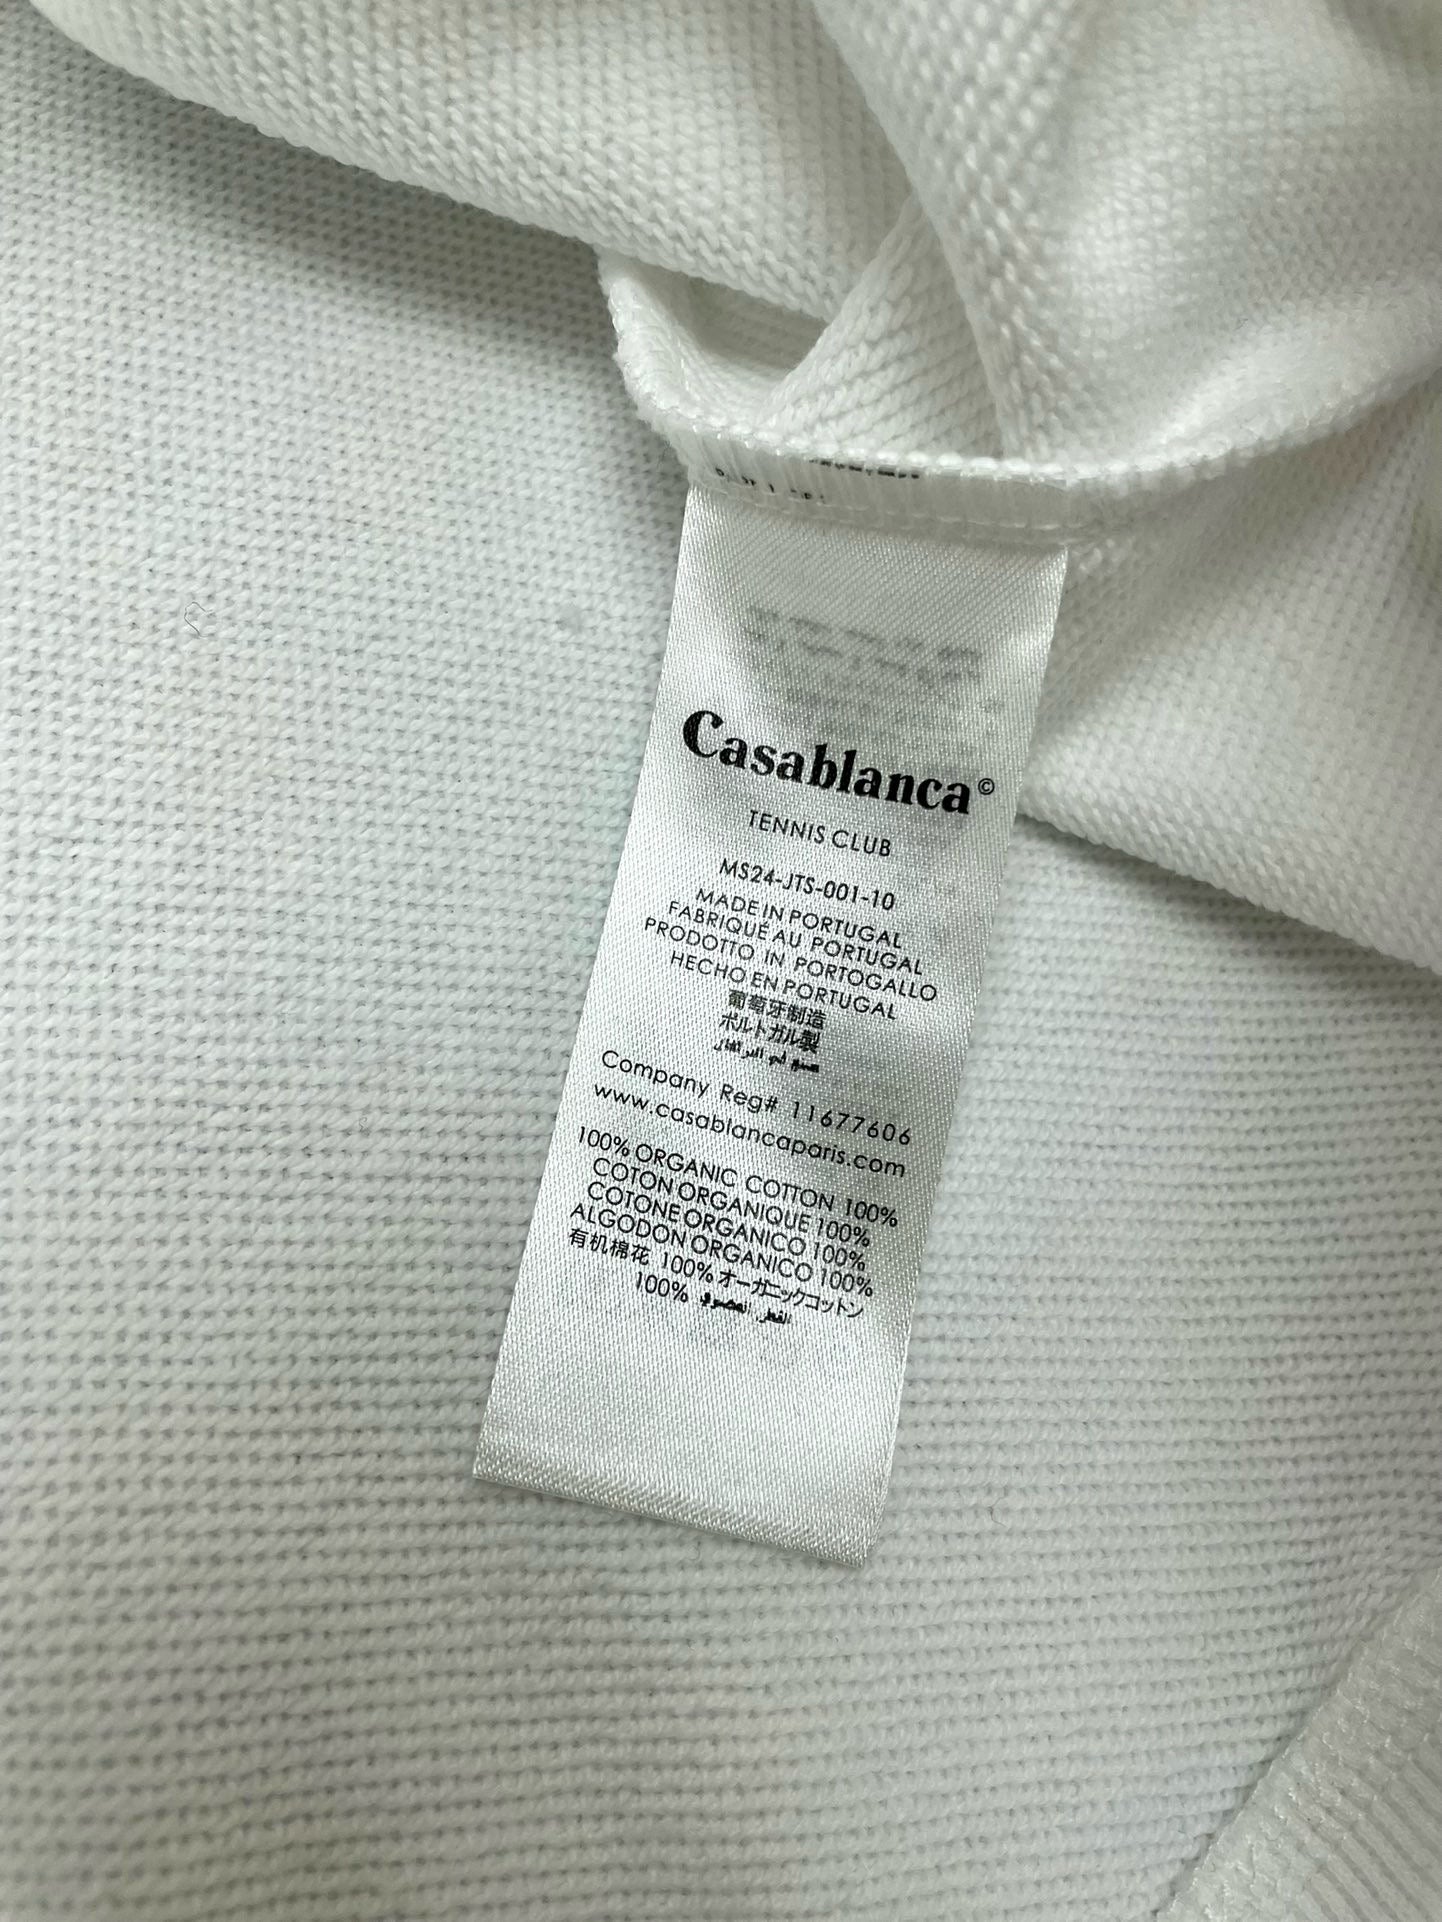 Casablanca©
TENNIS CLUB
MS24-JTS-001-10
MADE IN PORTUGAL
FABRIQUÉ AU PORTUGAL
PRODOTTO IN PORTOGALLO
HECHO EN PORTUGAL
葡萄牙制造
ポルトガル製
Company Reg# 11677606
www.casablancaparis.com
100% ORGANIC COTTON 100%
COTON ORGANIQUE 100%
COTONE ORGANICO 100%
ALGODON ORGANICO 100%
有机棉花 100% オーガニックコットン
100%